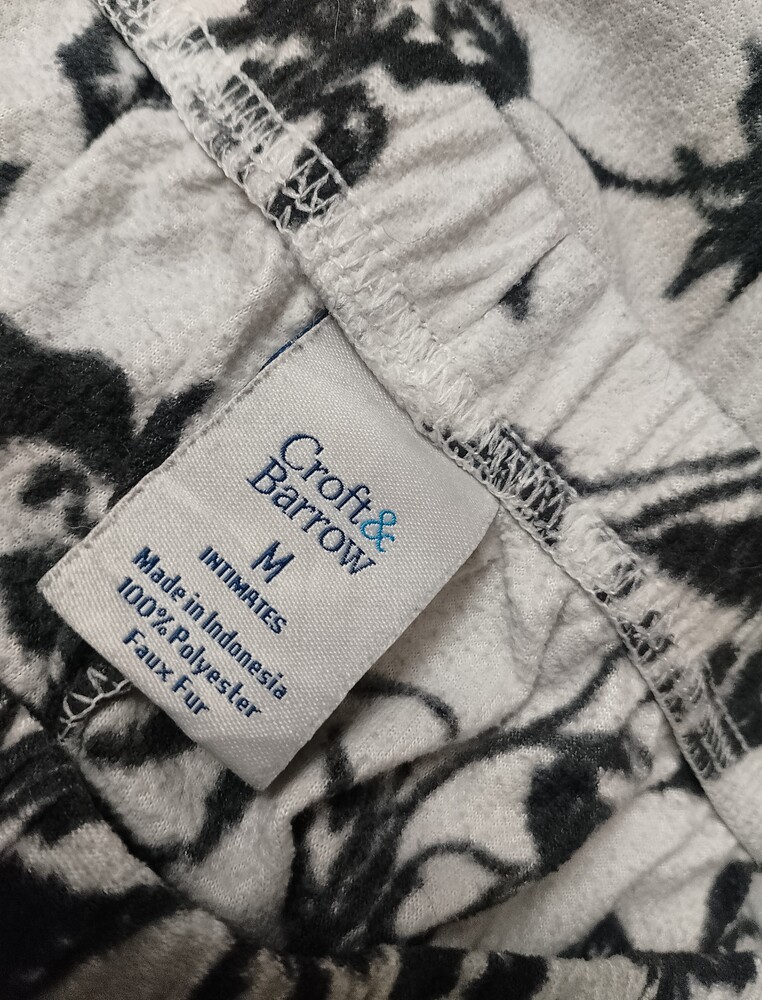 Croft&
Barrow
M
INTIMATES
Made in Indonesia
100% Polyester
Faux Fur